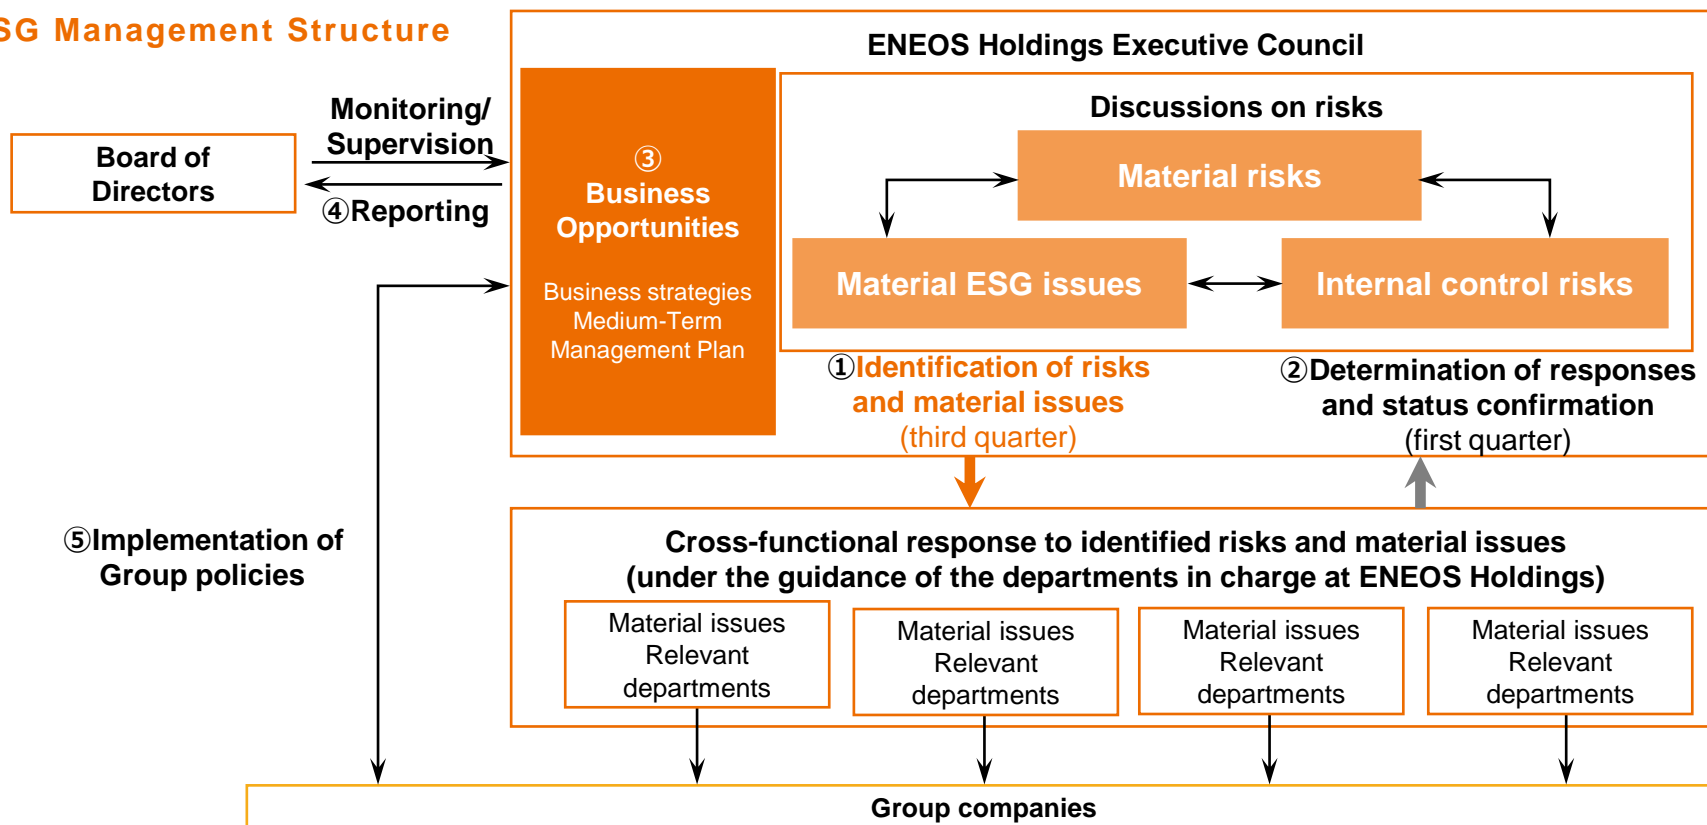 SG Management Structure
ENEOS Holdings Executive Council
Monitoring/
Supervision
Board of
Directors
④Reporting
③
Business
Opportunities
Business strategies
Medium-Term
Management Plan
Discussions on risks
Material risks
Material ESG issues
Internal control risks
①Identification of risks
and material issues
(third quarter)
②Determination of responses
and status confirmation
(first quarter)
⑤Implementation of
Group policies
Cross-functional response to identified risks and material issues
(under the guidance of the departments in charge at ENEOS Holdings)
Material issues
Relevant
departments
Material issues
Relevant
departments
Material issues
Relevant
departments
Material issues
Relevant
departments
Group companies